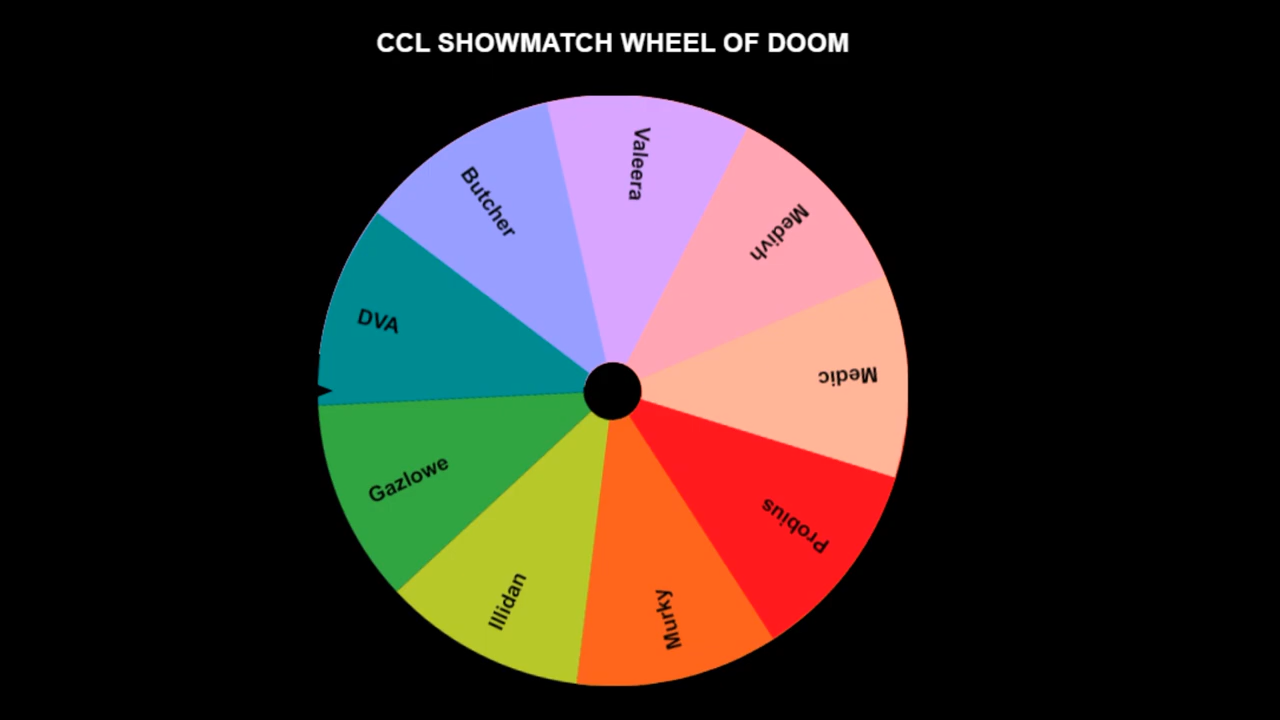 CCL SHOWMATCH WHEEL OF DOOM
Valeera
Medivh
Medic
Probius
Murky
Illidan
Gazlowe
DVA
Butcher